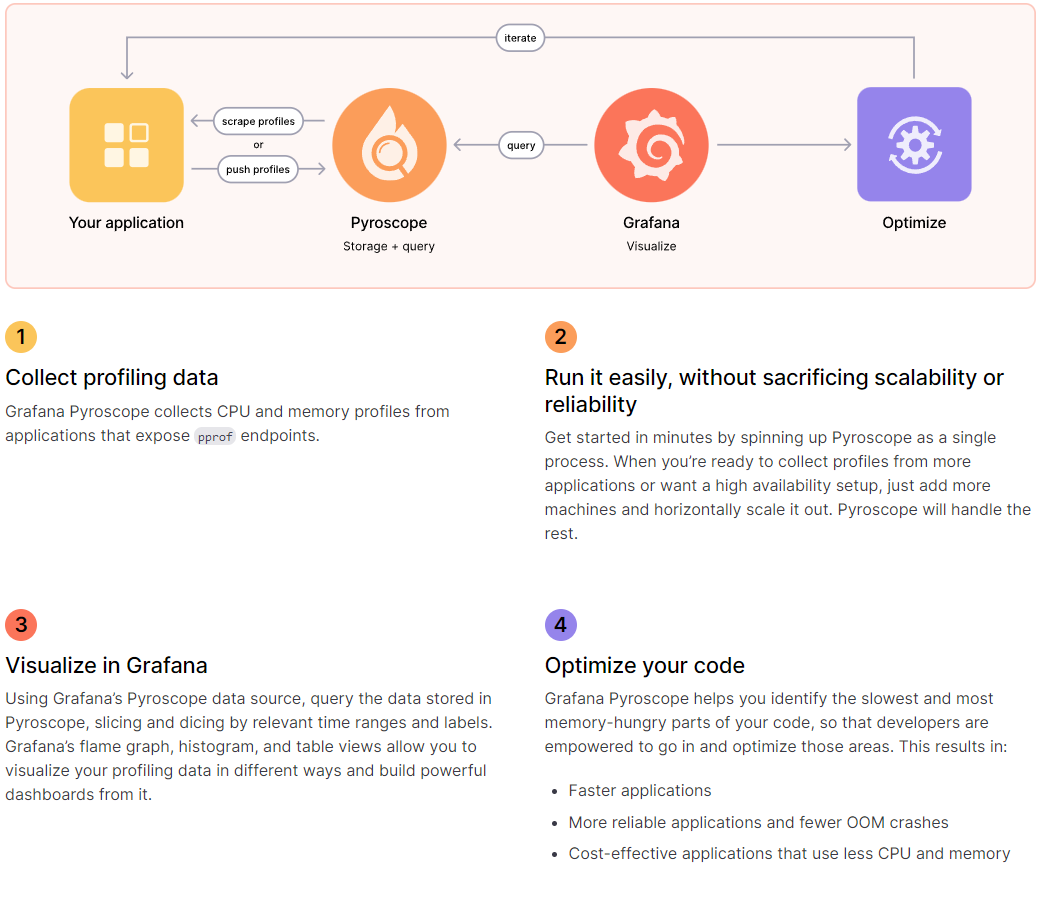 iterate
scrape profiles
or
push profiles
query
Your application
Pyroscope
Storage + query
Grafana
Visualize
Optimize
1
Collect profiling data
Grafana Pyroscope collects CPU and memory profiles from
applications that expose pprof endpoints.
2
Run it easily, without sacrificing scalability or
reliability
Get started in minutes by spinning up Pyroscope as a single
process. When you’re ready to collect profiles from more
applications or want a high availability setup, just add more
machines and horizontally scale it out. Pyroscope will handle the
rest.
3
Visualize in Grafana
Using Grafana’s Pyroscope data source, query the data stored in
Pyroscope, slicing and dicing by relevant time ranges and labels.
Grafana’s flame graph, histogram, and table views allow you to
visualize your profiling data in different ways and build powerful
dashboards from it.
4
Optimize your code
Grafana Pyroscope helps you identify the slowest and most
memory-hungry parts of your code, so that developers are
empowered to go in and optimize those areas. This results in:
• Faster applications
• More reliable applications and fewer OOM crashes
• Cost-effective applications that use less CPU and memory